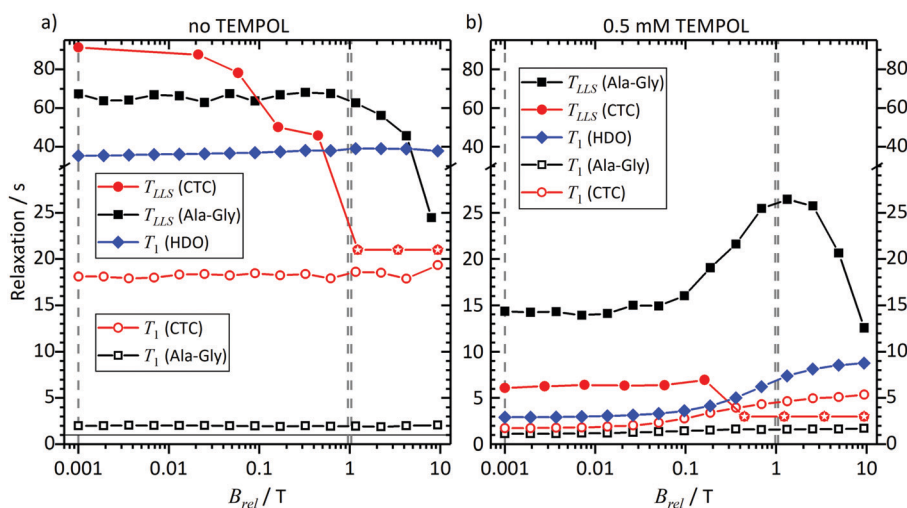 a) no TEMPOL
80
60
40
25
20
15
10
5
0
Relaxation / s
T_LLS (CTC)
T_LLS (Ala-Gly)
T_1 (HDO)
T_1 (CTC)
T_1 (Ala-Gly)
0.001 0.01 0.1 1 10
B_rel / T
b) 0.5 mM TEMPOL
T_LLS (Ala-Gly)
T_LLS (CTC)
T_1 (HDO)
T_1 (Ala-Gly)
T_1 (CTC)
80
60
40
25
20
15
10
5
0
0.001 0.01 0.1 1 10
B_rel / T